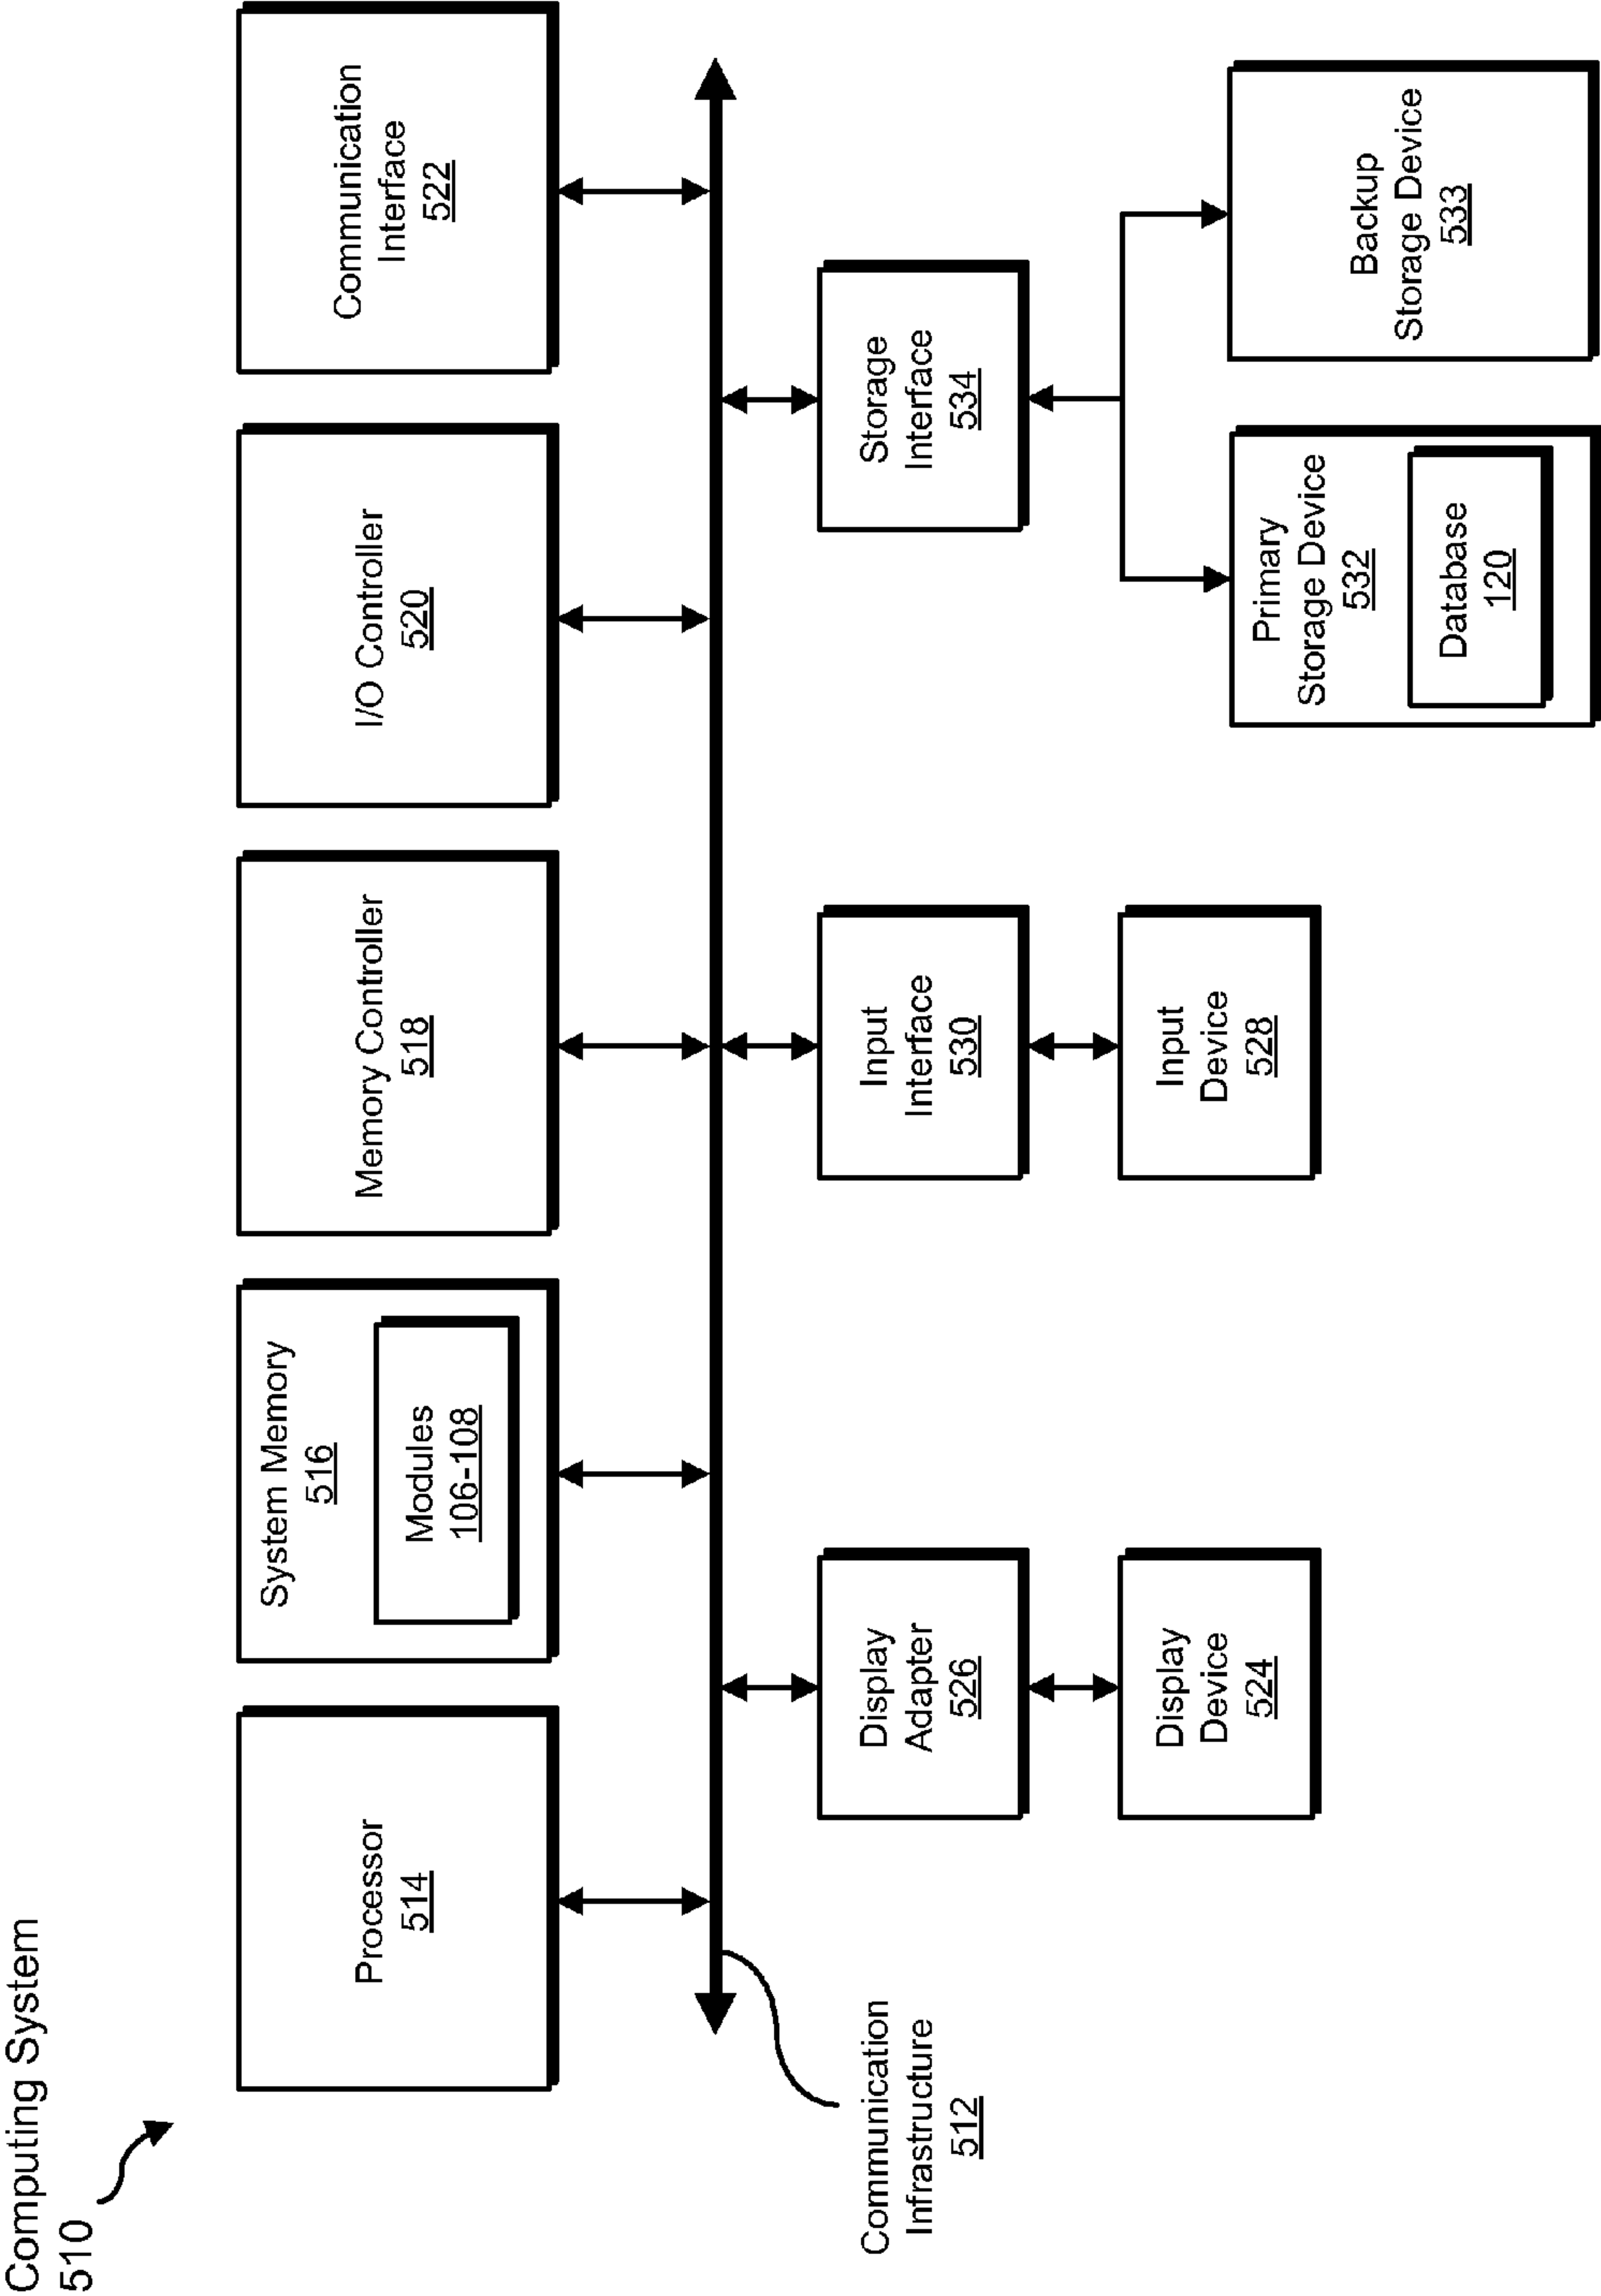 Computing System
510
Processor
514
System Memory
516
Modules
106-108
Memory Controller
518
I/O Controller
520
Communication
Interface
522
Communication
Infrastructure
512
Display
Adapter
526
Input
Interface
530
Storage
Interface
534
Display
Device
524
Input
Device
528
Primary
Storage Device
532
Database
120
Backup
Storage Device
533